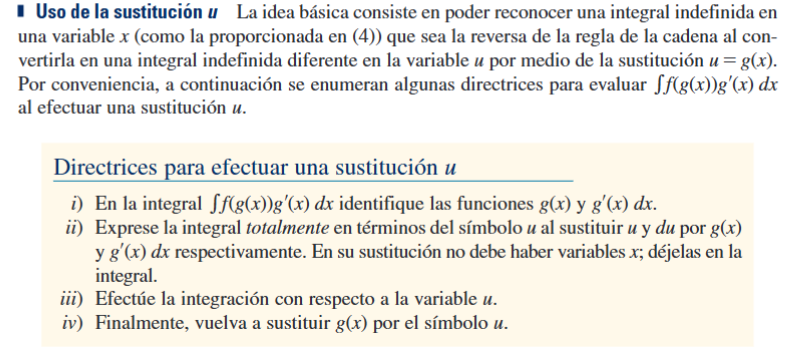 Uso de la sustitución u La idea básica consiste en poder reconocer una integral indefinida en
una variable x (como la proporcionada en (4)) que sea la reversa de la regla de la cadena al con-
vertirla en una integral indefinida diferente en la variable u por medio de la sustitución u = g(x).
Por conveniencia, a continuación se enumeran algunas directrices para evaluar ∫f(g(x))g′(x) dx
al efectuar una sustitución u.
Directrices para efectuar una sustitución u
i) En la integral ∫f(g(x))g′(x) dx identifique las funciones g(x) y g′(x) dx.
ii) Exprese la integral totalmente en términos del símbolo u al sustituir u y du por g(x)
y g′(x) dx respectivamente. En su sustitución no debe haber variables x; déjelas en la
integral.
iii) Efectúe la integración con respecto a la variable u.
iv) Finalmente, vuelva a sustituir g(x) por el símbolo u.